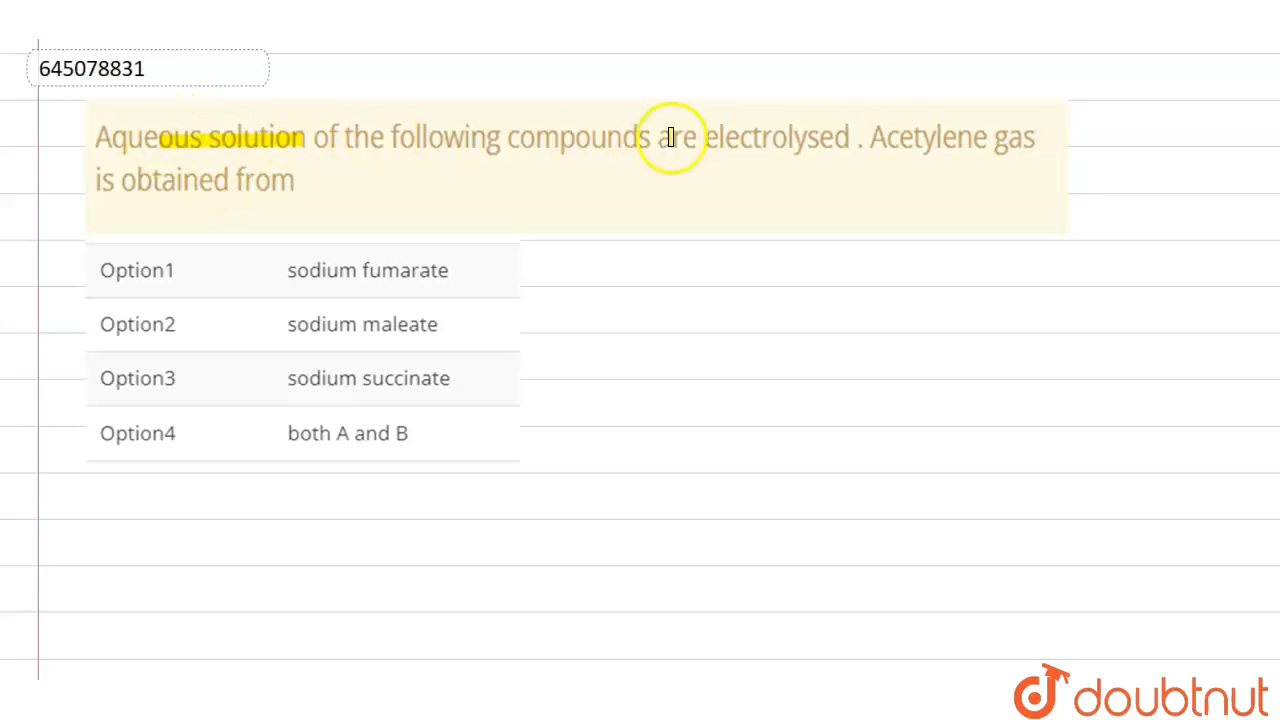 645078831
Aqueous solution of the following compounds are electrolysed . Acetylene gas
is obtained from
Option1 sodium fumarate
Option2 sodium maleate
Option3 sodium succinate
Option4 both A and B
doubtnut